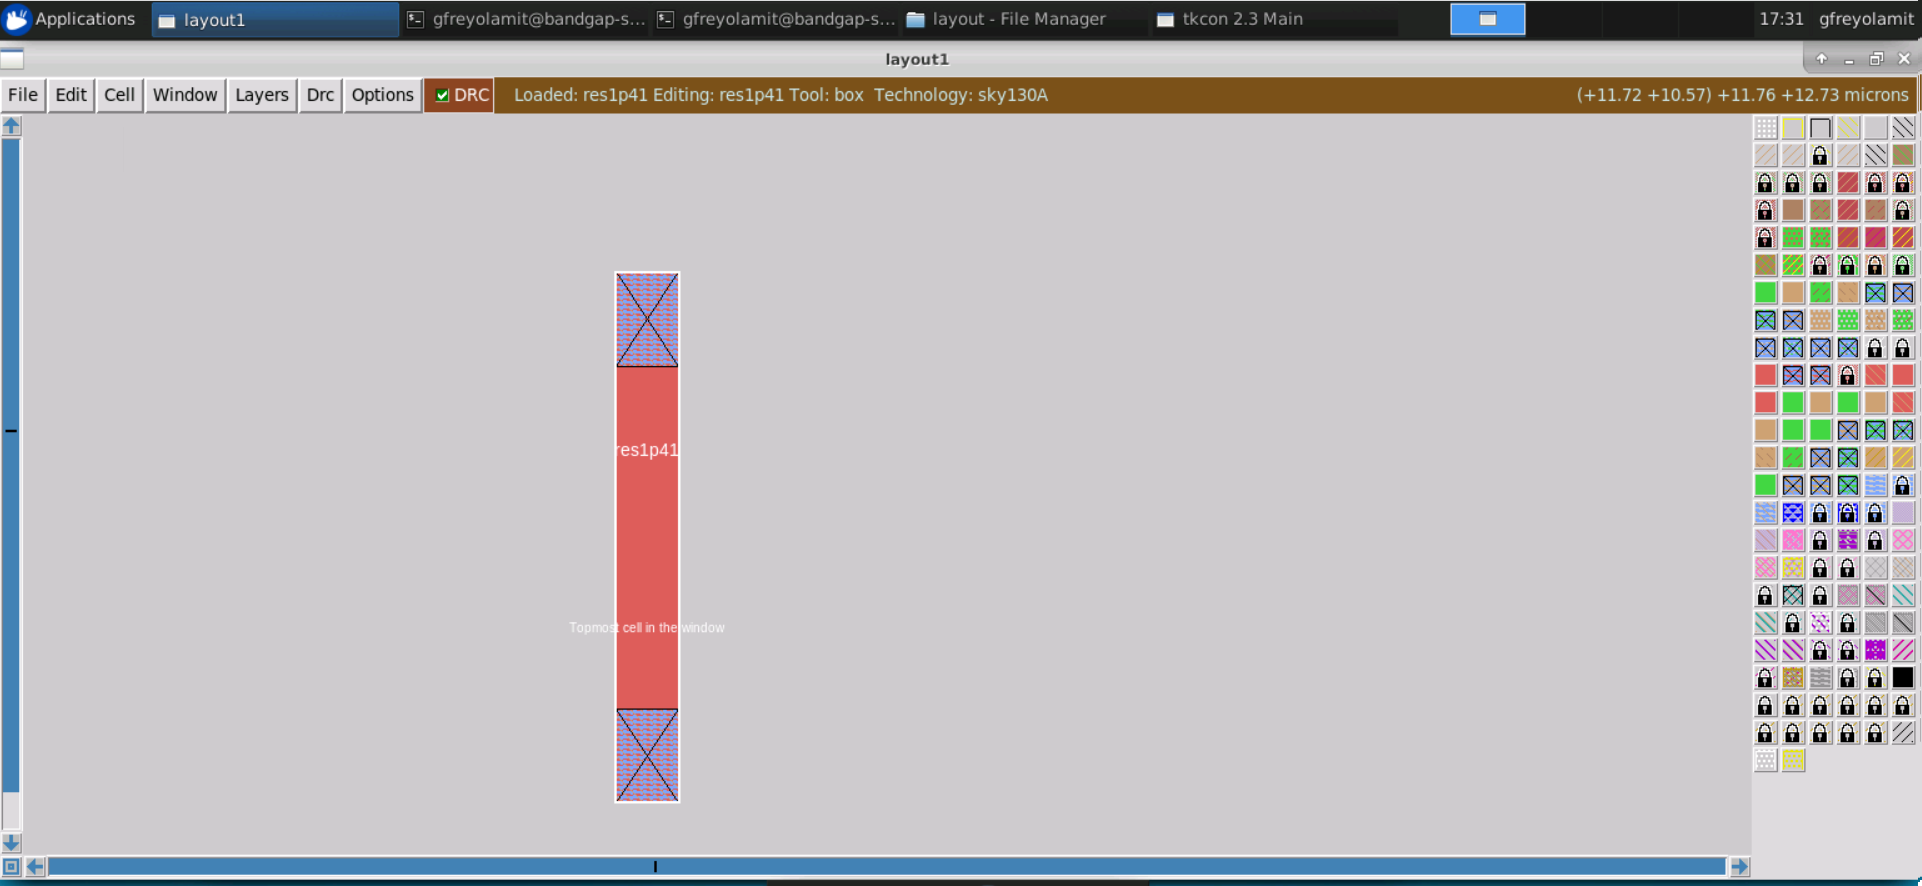 Applications layout1 gfreyolamit@bandgap-s... gfreyolamit@bandgap-s... layout - File Manager tkcon 2.3 Main 17:31 gfreyolamit
layout1
File Edit Cell Window Layers Drc Options DRC Loaded: res1p41 Editing: res1p41 Tool: box Technology: sky130A (+11.72 +10.57) +11.76 +12.73 microns
res1p41
Topmost cell in the window